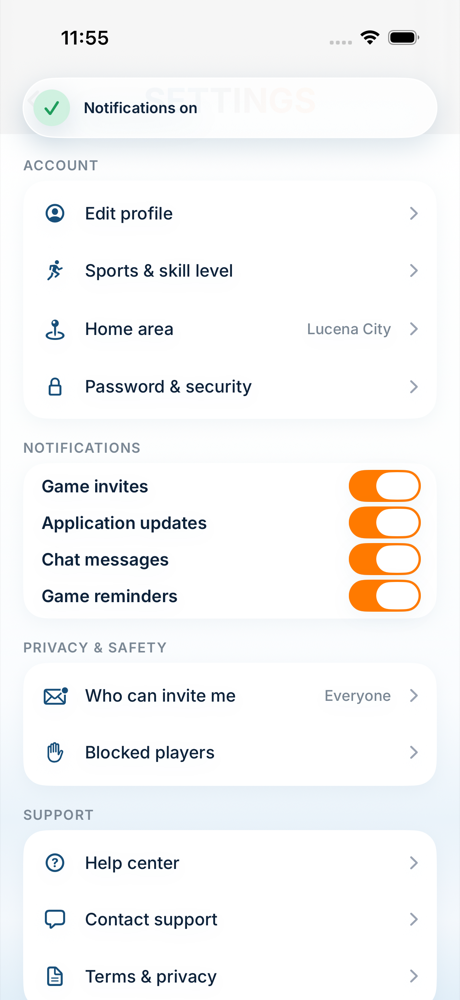 11:55
SETTINGS
Notifications on
ACCOUNT
Edit profile
Sports & skill level
Home area Lucena City
Password & security
NOTIFICATIONS
Game invites
Application updates
Chat messages
Game reminders
PRIVACY & SAFETY
Who can invite me Everyone
Blocked players
SUPPORT
Help center
Contact support
Terms & privacy